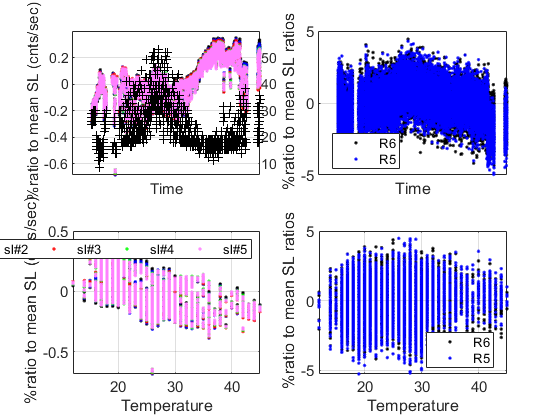 %ratio to mean SL (cnts/sec)
0.2
0
-0.2
-0.4
-0.6
50
40
30
20
10
Time
%ratio to mean SL ratios
5
0
-5
R6
R5
Time
%ratio to mean SL
s/sec)
0.5
0
-0.5
sl#2 sl#3 sl#4 sl#5
20 30 40
Temperature
%ratio to mean SL ratios
5
0
-5
R6
R5
20 30 40
Temperature